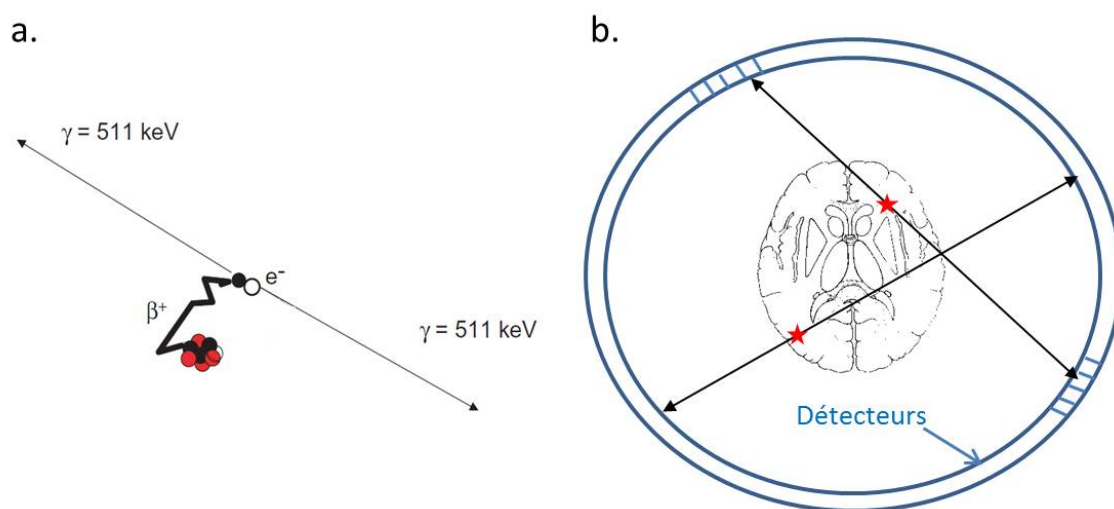 a.
b.
γ = 511 keV
e⁻
β⁺
γ = 511 keV
Détecteurs